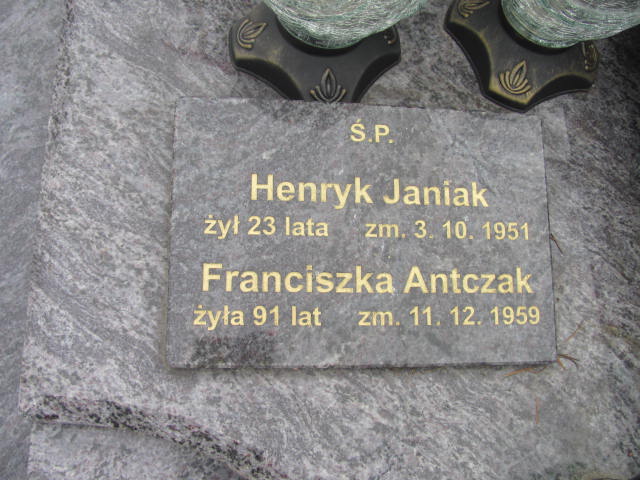 Ś.P.
Henryk Janiak
żył 23 lata zm. 3. 10. 1951
Franciszka Antczak
żyła 91 lat zm. 11. 12. 1959